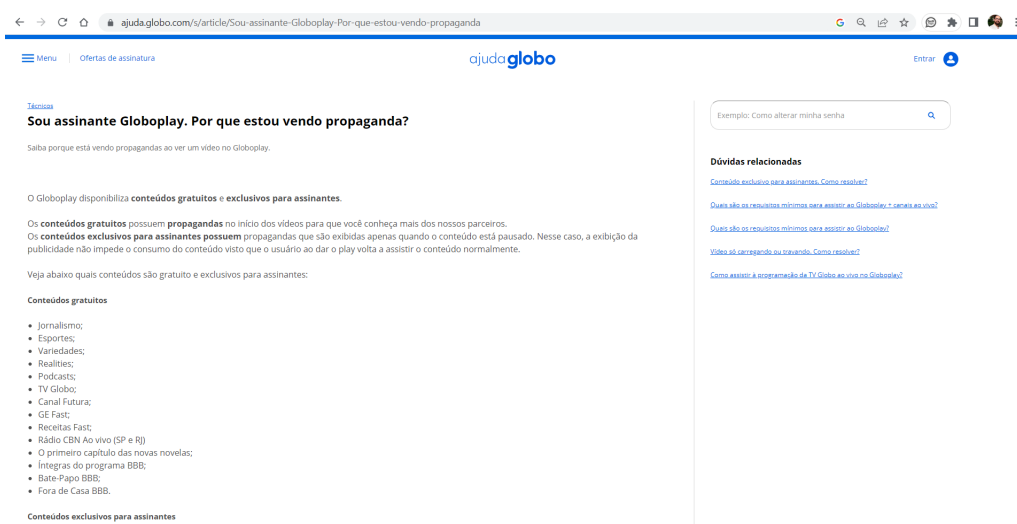 ajuda.globo.com/s/article/Sou-assinante-Globoplay-Por-que-estou-vendo-propaganda
Menu
Ofertas de assinatura
ajudaglobo
Entrar
Técnicos
Sou assinante Globoplay. Por que estou vendo propaganda?
Saiba porque está vendo propagandas ao ver um vídeo no Globoplay.
O Globoplay disponibiliza conteúdos gratuitos e exclusivos para assinantes.
Os conteúdos gratuitos possuem propagandas no início dos vídeos para que você conheça mais dos nossos parceiros.
Os conteúdos exclusivos para assinantes possuem propagandas que são exibidas apenas quando o conteúdo está pausado. Nesse caso, a exibição da
publicidade não impede o consumo do conteúdo visto que o usuário ao dar o play volta a assistir o conteúdo normalmente.
Veja abaixo quais conteúdos são gratuito e exclusivos para assinantes:
Conteúdos gratuitos
Jornalismo;
Esportes;
Variedades;
Realities;
Podcasts;
TV Globo;
Canal Futura;
GE Fast;
Receitas Fast;
Rádio CBN Ao vivo (SP e RJ)
O primeiro capítulo das novas novelas;
Íntegras do programa BBB;
Bate-Papo BBB;
Fora de Casa BBB.
Conteúdos exclusivos para assinantes
Exemplo: Como alterar minha senha
Dúvidas relacionadas
Conteúdo exclusivo para assinantes. Como resolver?
Quais são os requisitos mínimos para assistir ao Globoplay + canais ao vivo?
Quais são os requisitos mínimos para assistir ao Globoplay?
Vídeo só carregando ou travando. Como resolver?
Como assistir à programação da TV Globo ao vivo no Globoplay?